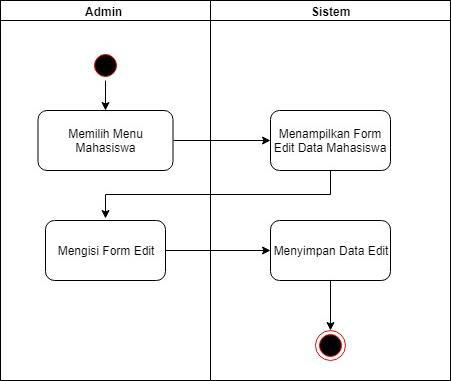 Admin
Sistem
Memilih Menu
Mahasiswa
Menampilkan Form
Edit Data Mahasiswa
Mengisi Form Edit
Menyimpan Data Edit